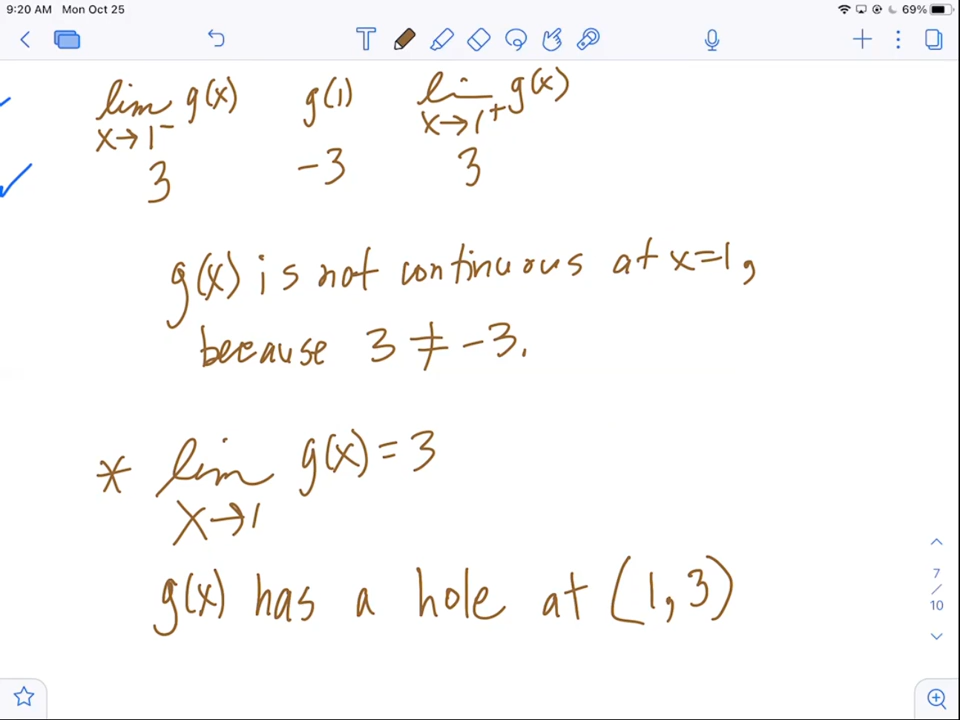 9:20 AM Mon Oct 25
69%
T
lim g(x) g(1) lim g(x)
x→1⁻ x→1⁺
3 -3 3
g(x) is not continuous at x=1,
because 3 ≠ -3.
* lim g(x) = 3
x→1
g(x) has a hole at (1, 3)
7
/
10